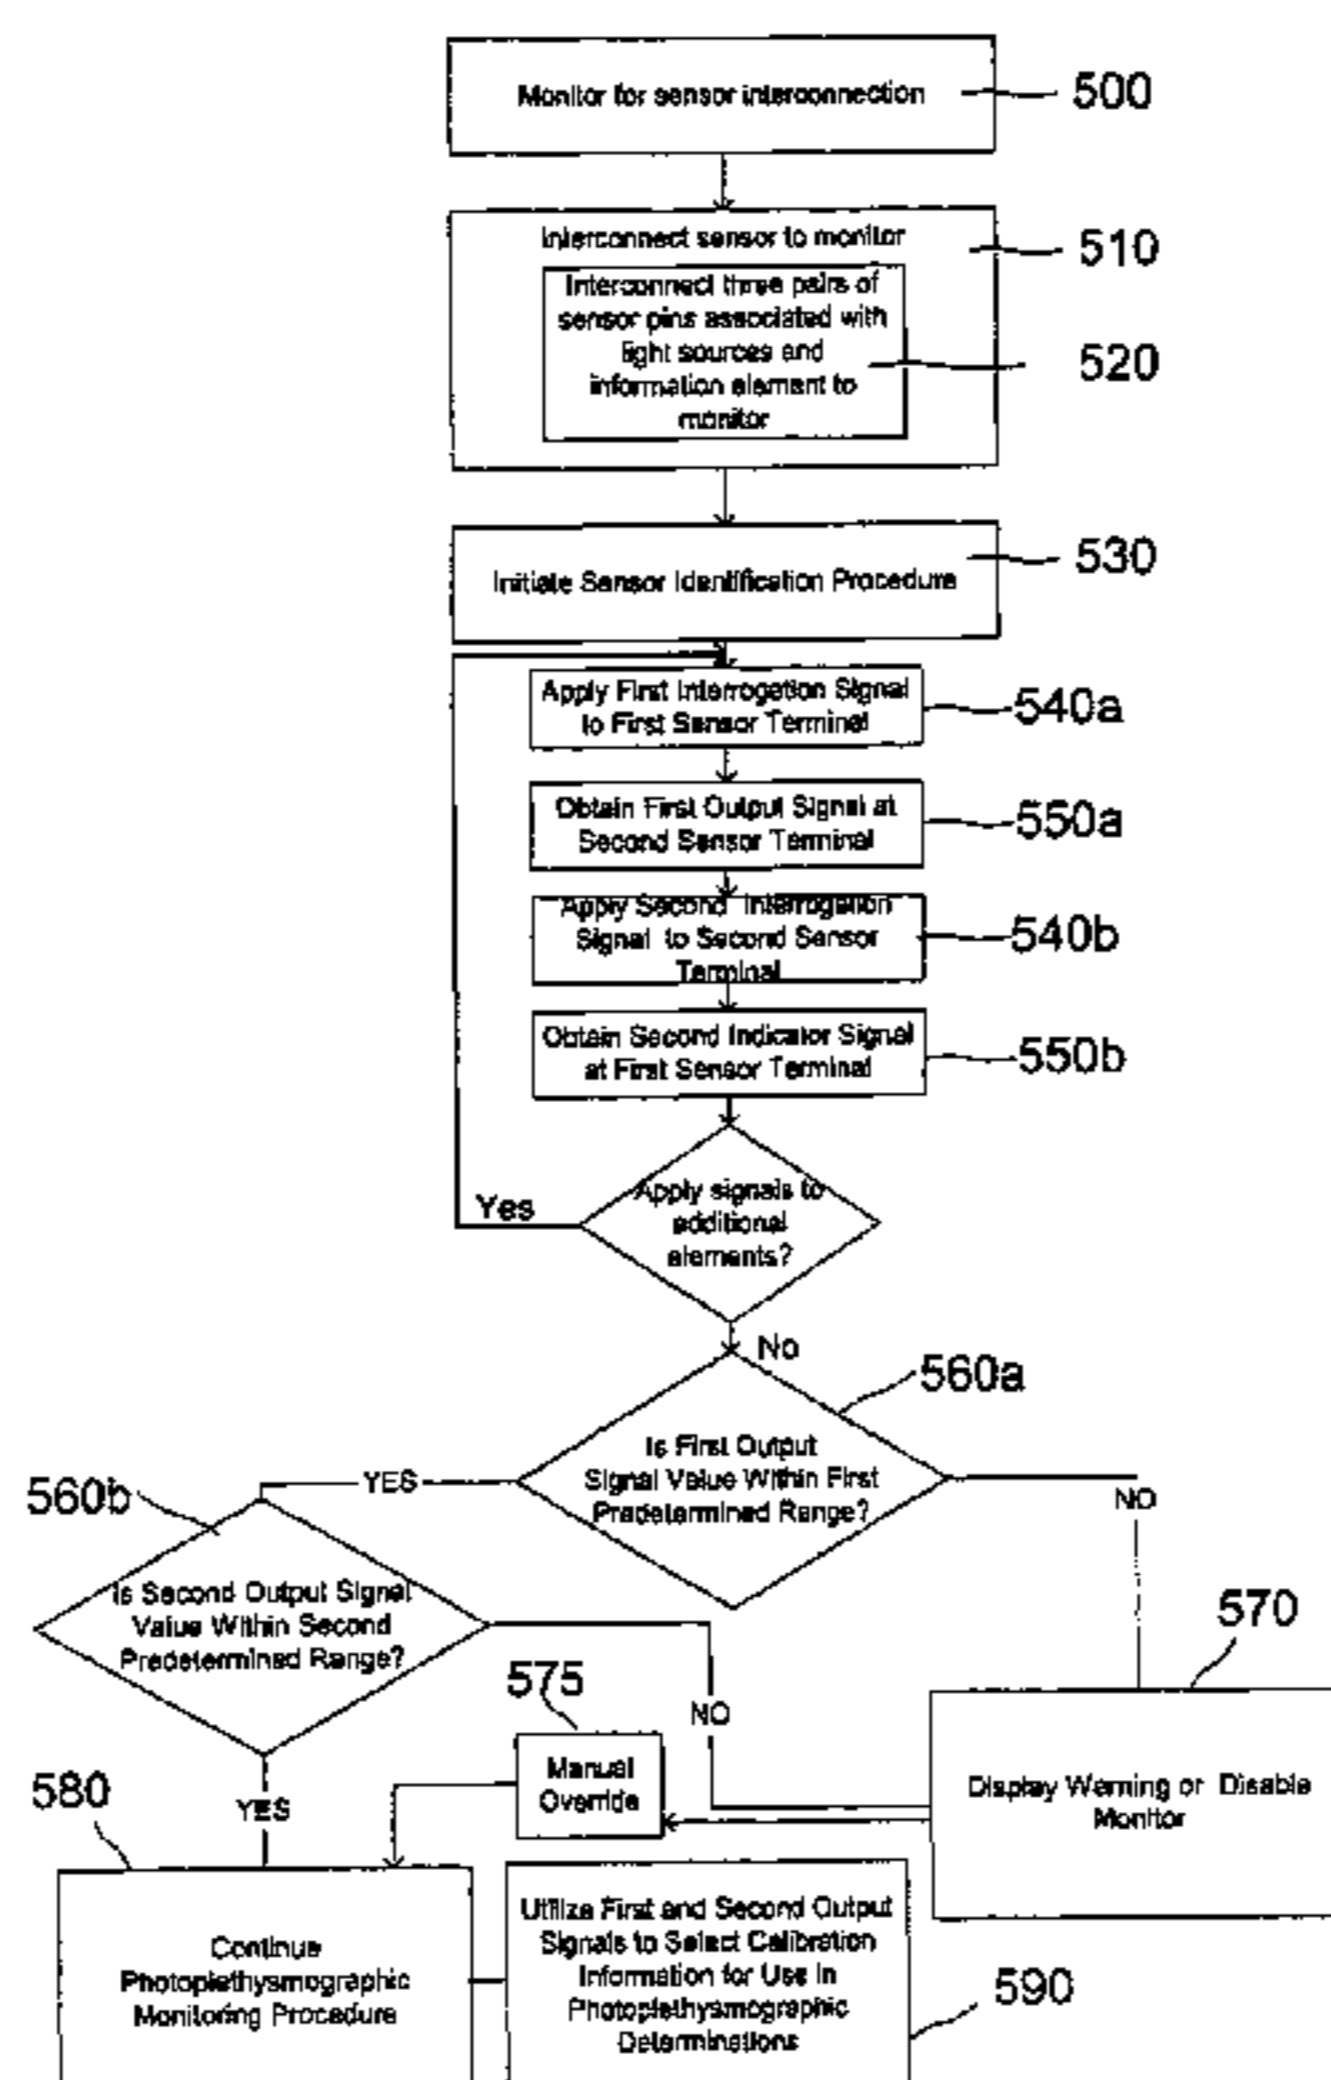 Monitor for sensor interconnection
500
Interconnect sensor to monitor
510
Interconnect three pairs of
sensor pins associated with
light sources and
information element to
monitor
520
Initiate Sensor Identification Procedure
530
Apply First Interrogation Signal
to First Sensor Terminal
540a
Obtain First Output Signal at
Second Sensor Terminal
550a
Apply Second Interrogation
Signal to Second Sensor
Terminal
540b
Obtain Second Indicator Signal
at First Sensor Terminal
550b
Apply signals to
additional
elements?
Yes
No
560a
Is First Output
Signal Value Within First
Predetermined Range?
YES
NO
560b
Is Second Output Signal
Value Within Second
Predetermined Range?
570
575
NO
Manual
Override
Display Warning or Disable
Monitor
580
YES
Continue
Photoplethysmographic
Monitoring Procedure
Utilize First and Second Output
Signals to Select Calibration
Information for Use in
Photoplethysmographic
Determinations
590